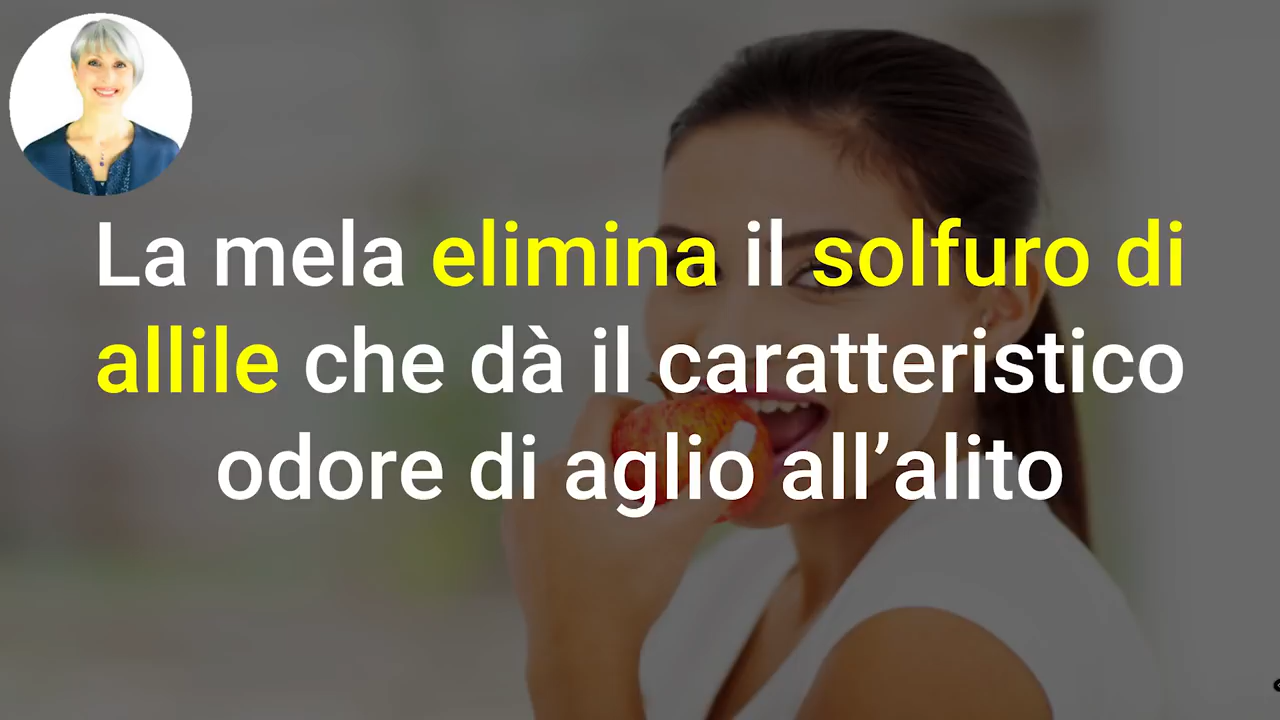 La mela elimina il solfuro di
allile che dà il caratteristico
odore di aglio all’alito